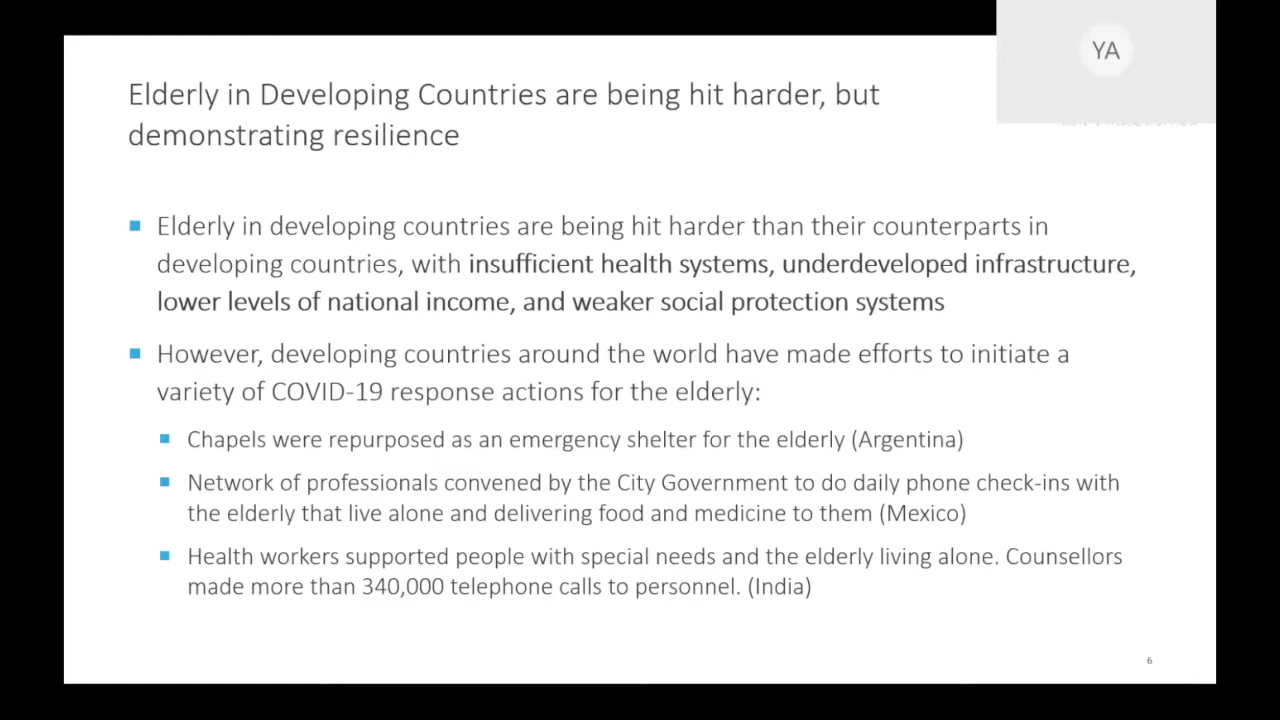 YA
Elderly in Developing Countries are being hit harder, but
demonstrating resilience
Elderly in developing countries are being hit harder than their counterparts in
developing countries, with insufficient health systems, underdeveloped infrastructure,
lower levels of national income, and weaker social protection systems
However, developing countries around the world have made efforts to initiate a
variety of COVID-19 response actions for the elderly:
Chapels were repurposed as an emergency shelter for the elderly (Argentina)
Network of professionals convened by the City Government to do daily phone check-ins with
the elderly that live alone and delivering food and medicine to them (Mexico)
Health workers supported people with special needs and the elderly living alone. Counsellors
made more than 340,000 telephone calls to personnel. (India)
6